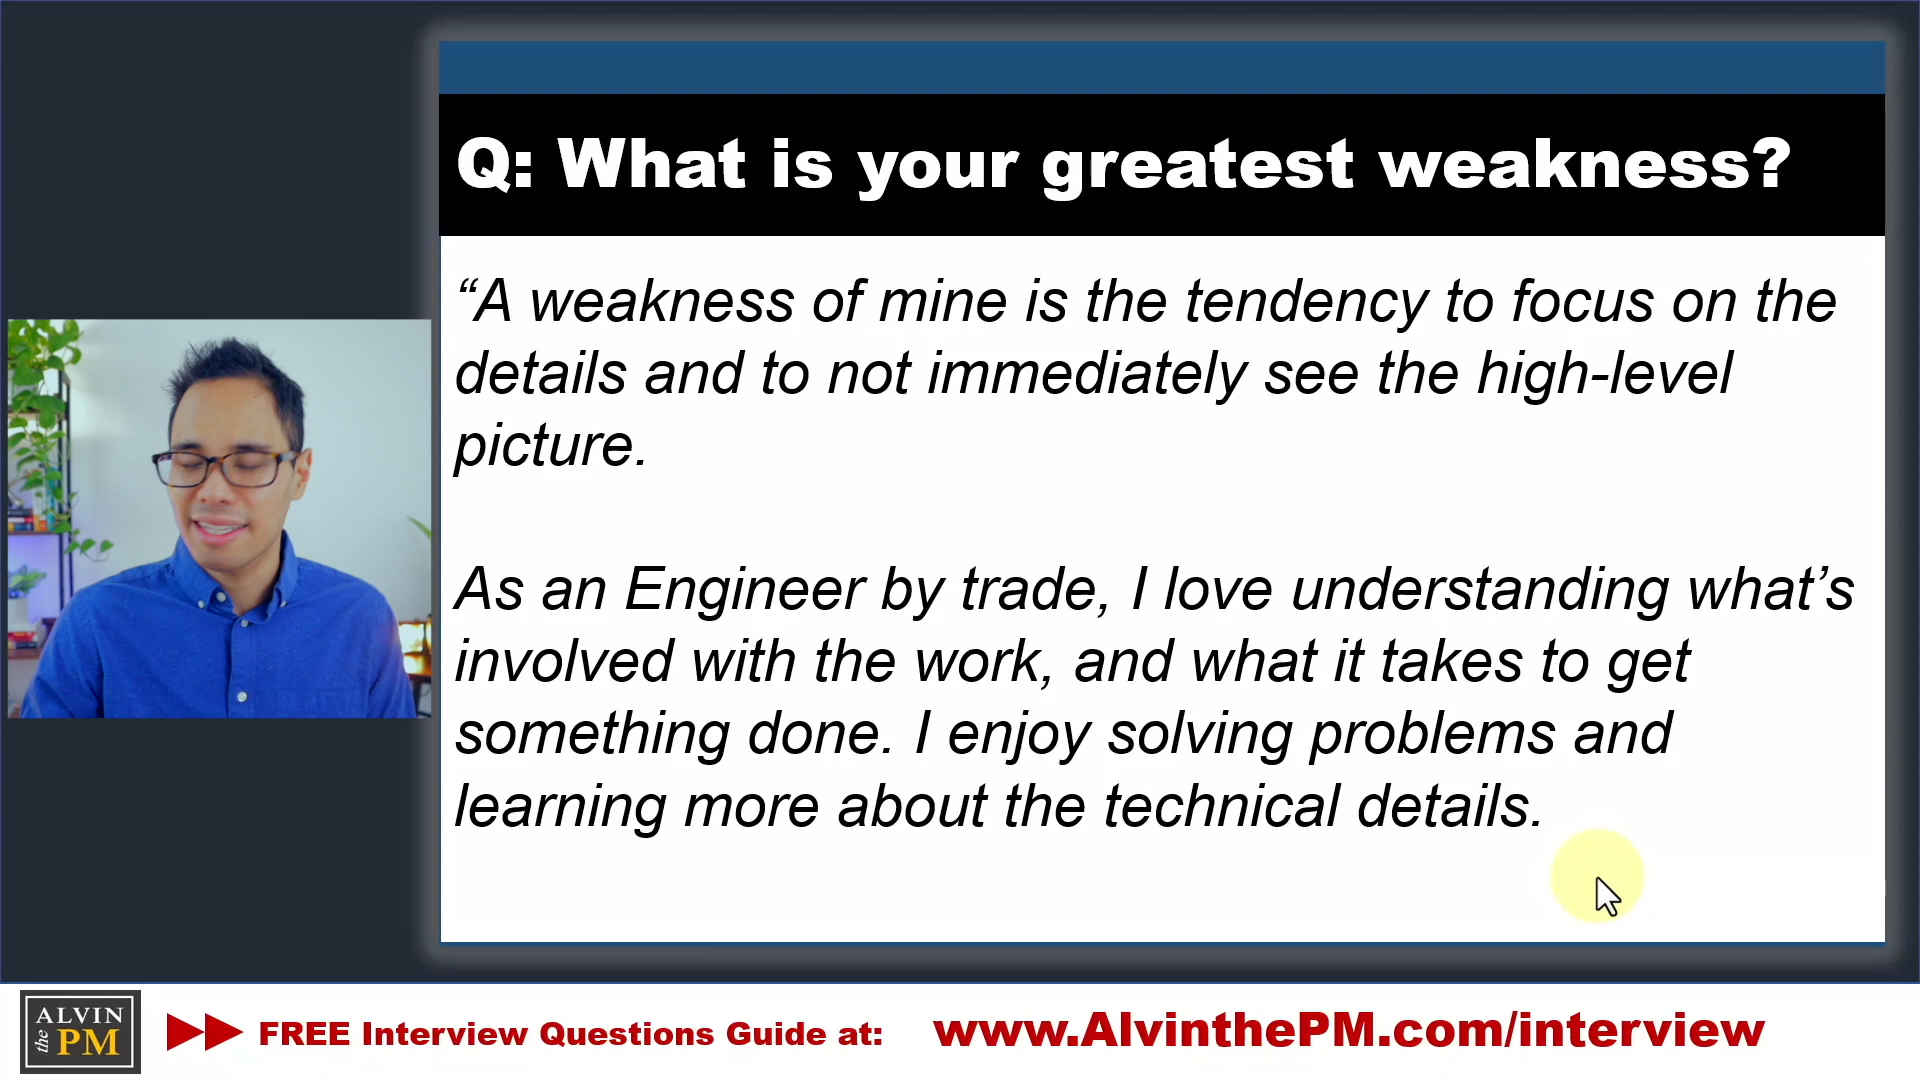 Q: What is your greatest weakness?
“A weakness of mine is the tendency to focus on the
details and to not immediately see the high-level
picture.
As an Engineer by trade, I love understanding what’s
involved with the work, and what it takes to get
something done. I enjoy solving problems and
learning more about the technical details.
ALVIN
the PM
FREE Interview Questions Guide at: www.AlvinthePM.com/interview